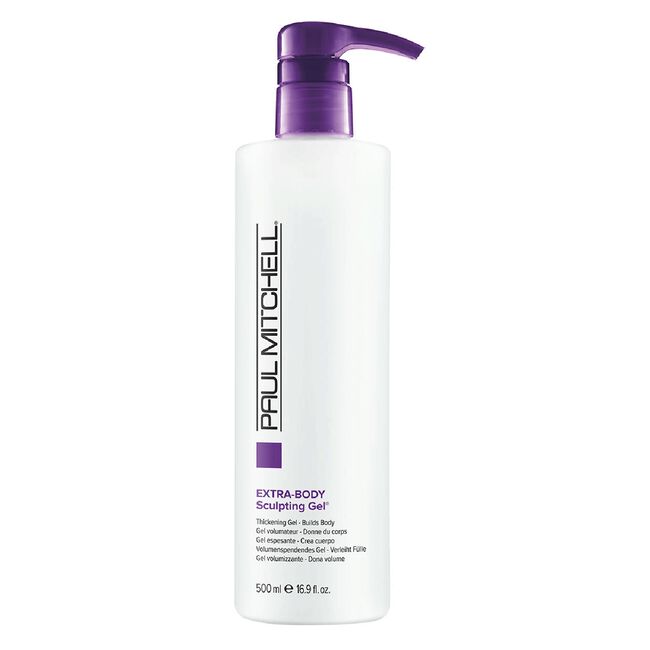 PAUL MITCHELL®
EXTRA-BODY
Sculpting Gel®
Thickening Gel - Builds Body
Gel volumateur - Donne du corps
Gel espesante - Crea cuerpo
Volumenspendendes Gel - Verleiht Fülle
Gel volumizzante - Dona volume
500 ml ℮ 16.9 fl. oz.